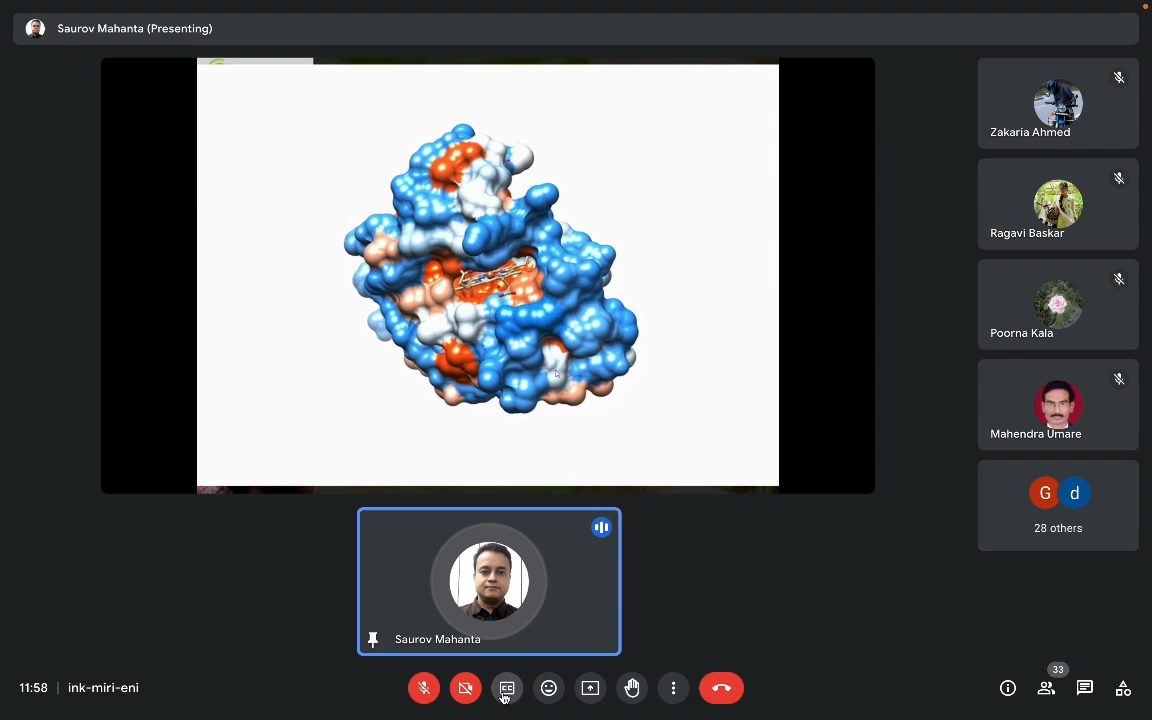 Saurov Mahanta (Presenting)
Zakaria Ahmed
Ragavi Baskar
Poorna Kala
Mahendra Umare
G d
28 others
Saurov Mahanta
11:58 | ink-miri-eni
CC
33